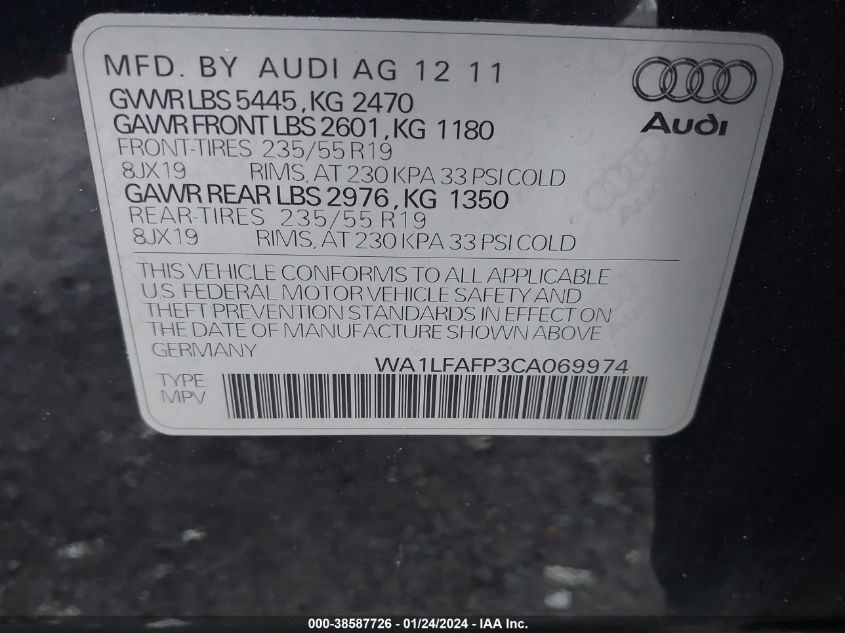 MFD. BY AUDI AG 12 11
GVWR LBS 5445, KG 2470
GAWR FRONT LBS 2601, KG 1180
FRONT-TIRES 235/55 R19
8JX19 RIMS, AT 230 KPA 33 PSI COLD
GAWR REAR LBS 2976, KG 1350
REAR-TIRES 235/55 R19
8JX19 RIMS, AT 230 KPA 33 PSI COLD
Audi
THIS VEHICLE CONFORMS TO ALL APPLICABLE
U.S. FEDERAL MOTOR VEHICLE SAFETY AND
THEFT PREVENTION STANDARDS IN EFFECT ON
THE DATE OF MANUFACTURE SHOWN ABOVE
GERMANY
WA1LFAFP3CA069974
TYPE
MPV
000-38587726 - 01/24/2024 - IAA Inc.